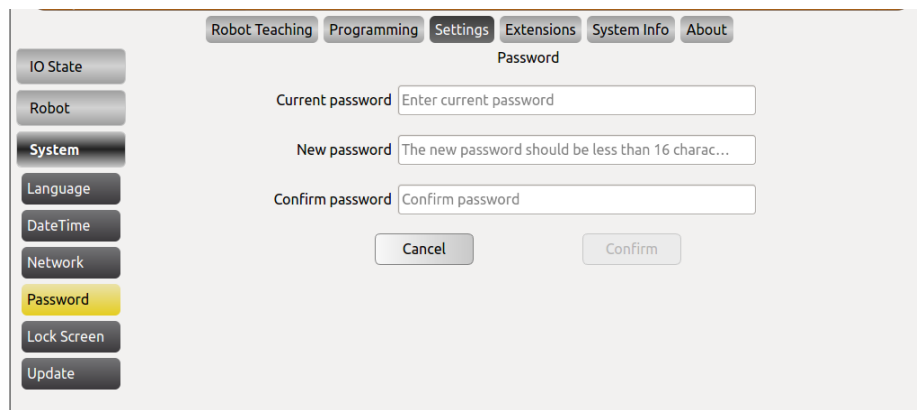 Robot Teaching Programming Settings Extensions System Info About
Password
IO State
Robot
System
Language
DateTime
Network
Password
Lock Screen
Update
Current password Enter current password
New password The new password should be less than 16 charac...
Confirm password Confirm password
Cancel Confirm